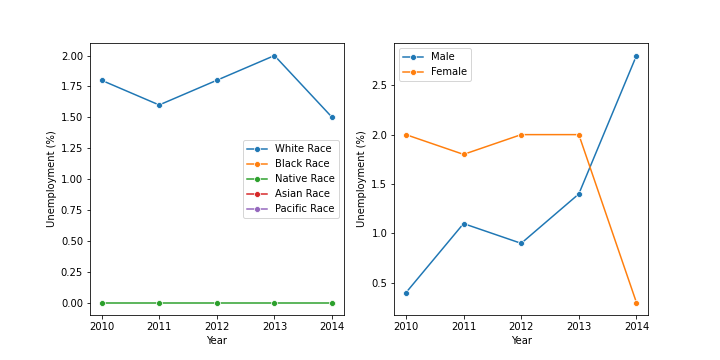 Unemployment (%)
2.00
1.75
1.50
1.25
1.00
0.75
0.50
0.25
0.00
White Race
Black Race
Native Race
Asian Race
Pacific Race
2010 2011 2012 2013 2014
Year
Unemployment (%)
2.5
2.0
1.5
1.0
0.5
Male
Female
2010 2011 2012 2013 2014
Year